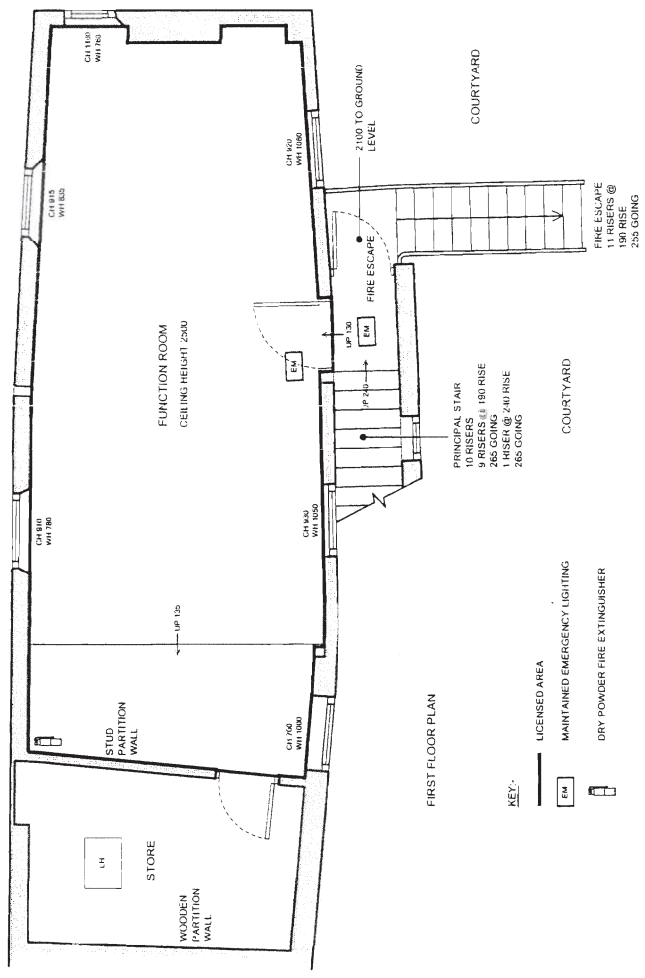 CH 910
WH 780
CH 915
WH 835
CH 1180
WH 760
STUD
PARTITION
WALL
LH
STORE
WOODEN
PARTITION
WALL
UP 135
FUNCTION ROOM
CEILING HEIGHT 2500
EM
CH 760
WH 1000
CH 930
WH 1050
CH 920
WH 1080
UP 130
EM
UP 240
FIRE ESCAPE
2100 TO GROUND
LEVEL
PRINCIPAL STAIR
10 RISERS
9 RISERS @ 190 RISE
265 GOING
1 RISER @ 240 RISE
265 GOING
COURTYARD
COURTYARD
FIRE ESCAPE
11 RISERS @
190 RISE
255 GOING
FIRST FLOOR PLAN
KEY:-
LICENSED AREA
EM
MAINTAINED EMERGENCY LIGHTING
DRY POWDER FIRE EXTINGUISHER